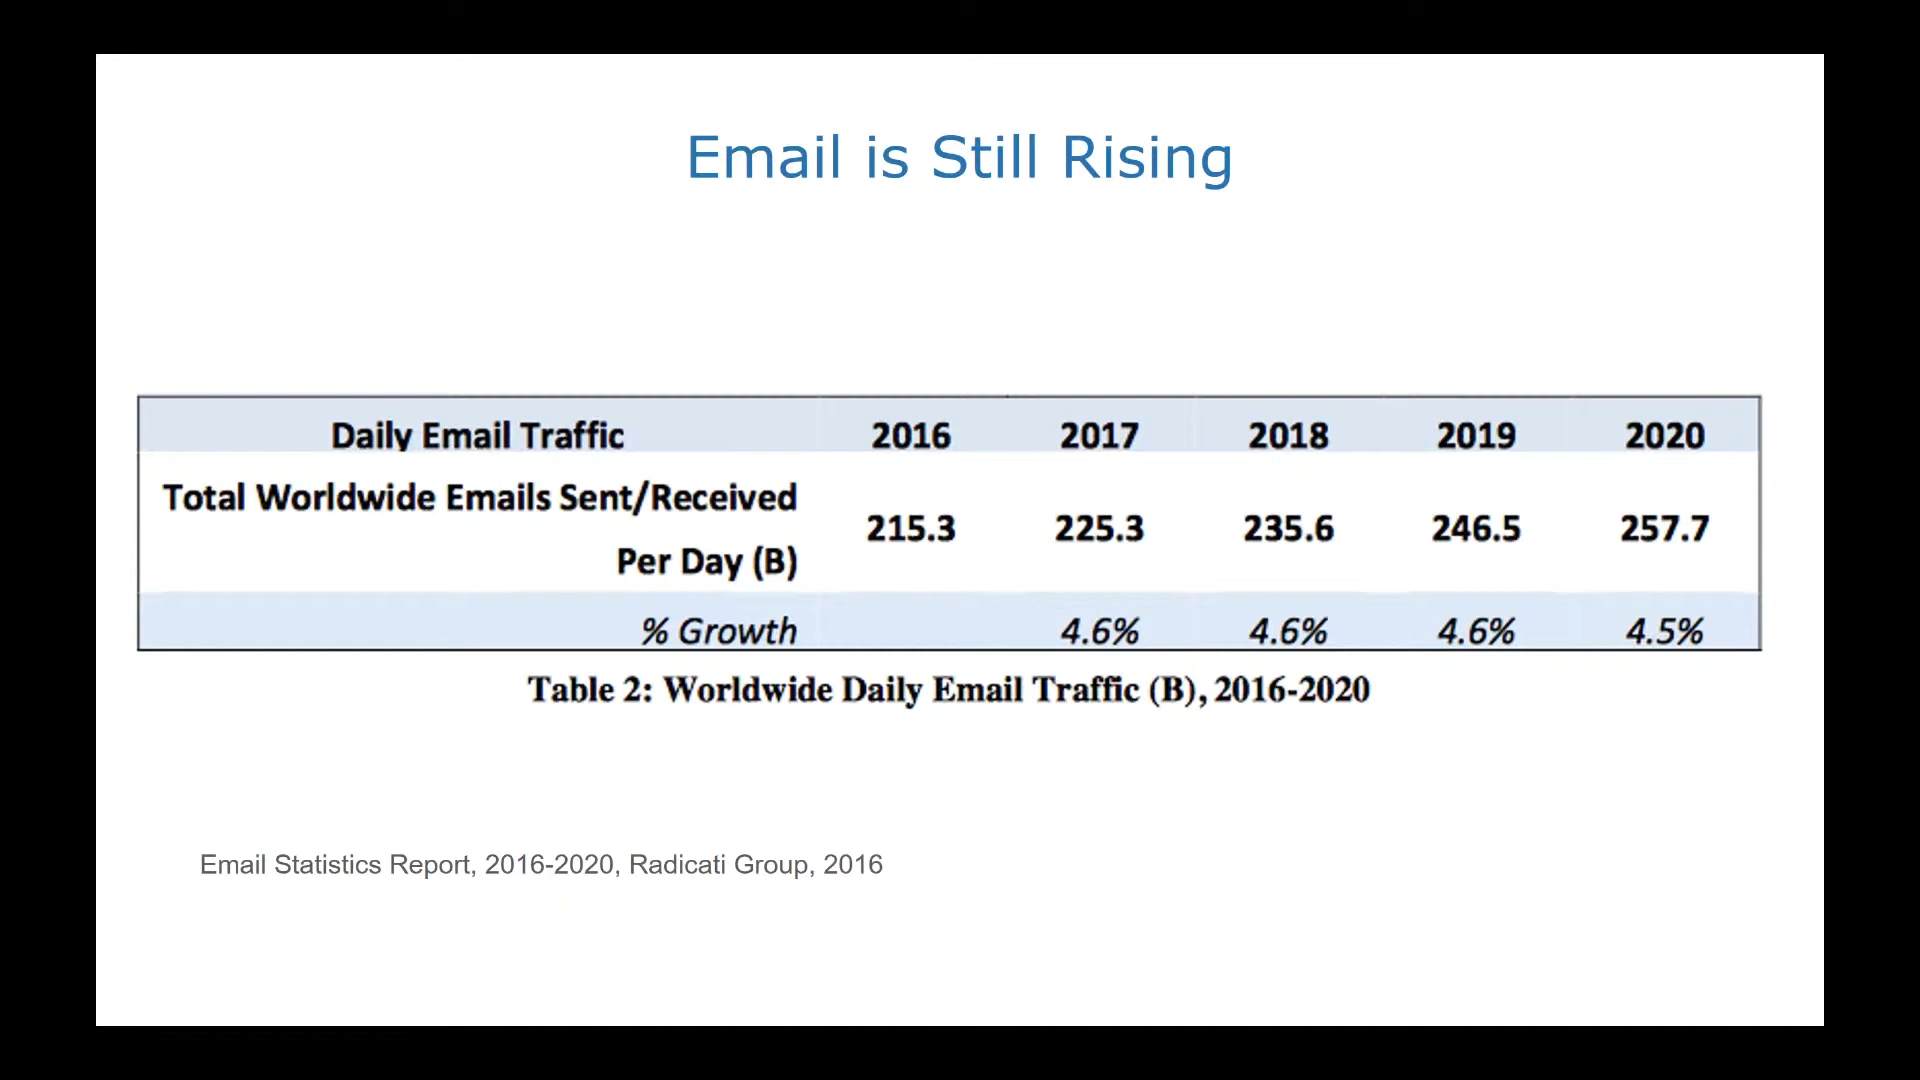 Email is Still Rising
Daily Email Traffic 2016 2017 2018 2019 2020
Total Worldwide Emails Sent/Received
Per Day (B) 215.3 225.3 235.6 246.5 257.7
% Growth 4.6% 4.6% 4.6% 4.5%
Table 2: Worldwide Daily Email Traffic (B), 2016-2020
Email Statistics Report, 2016-2020, Radicati Group, 2016